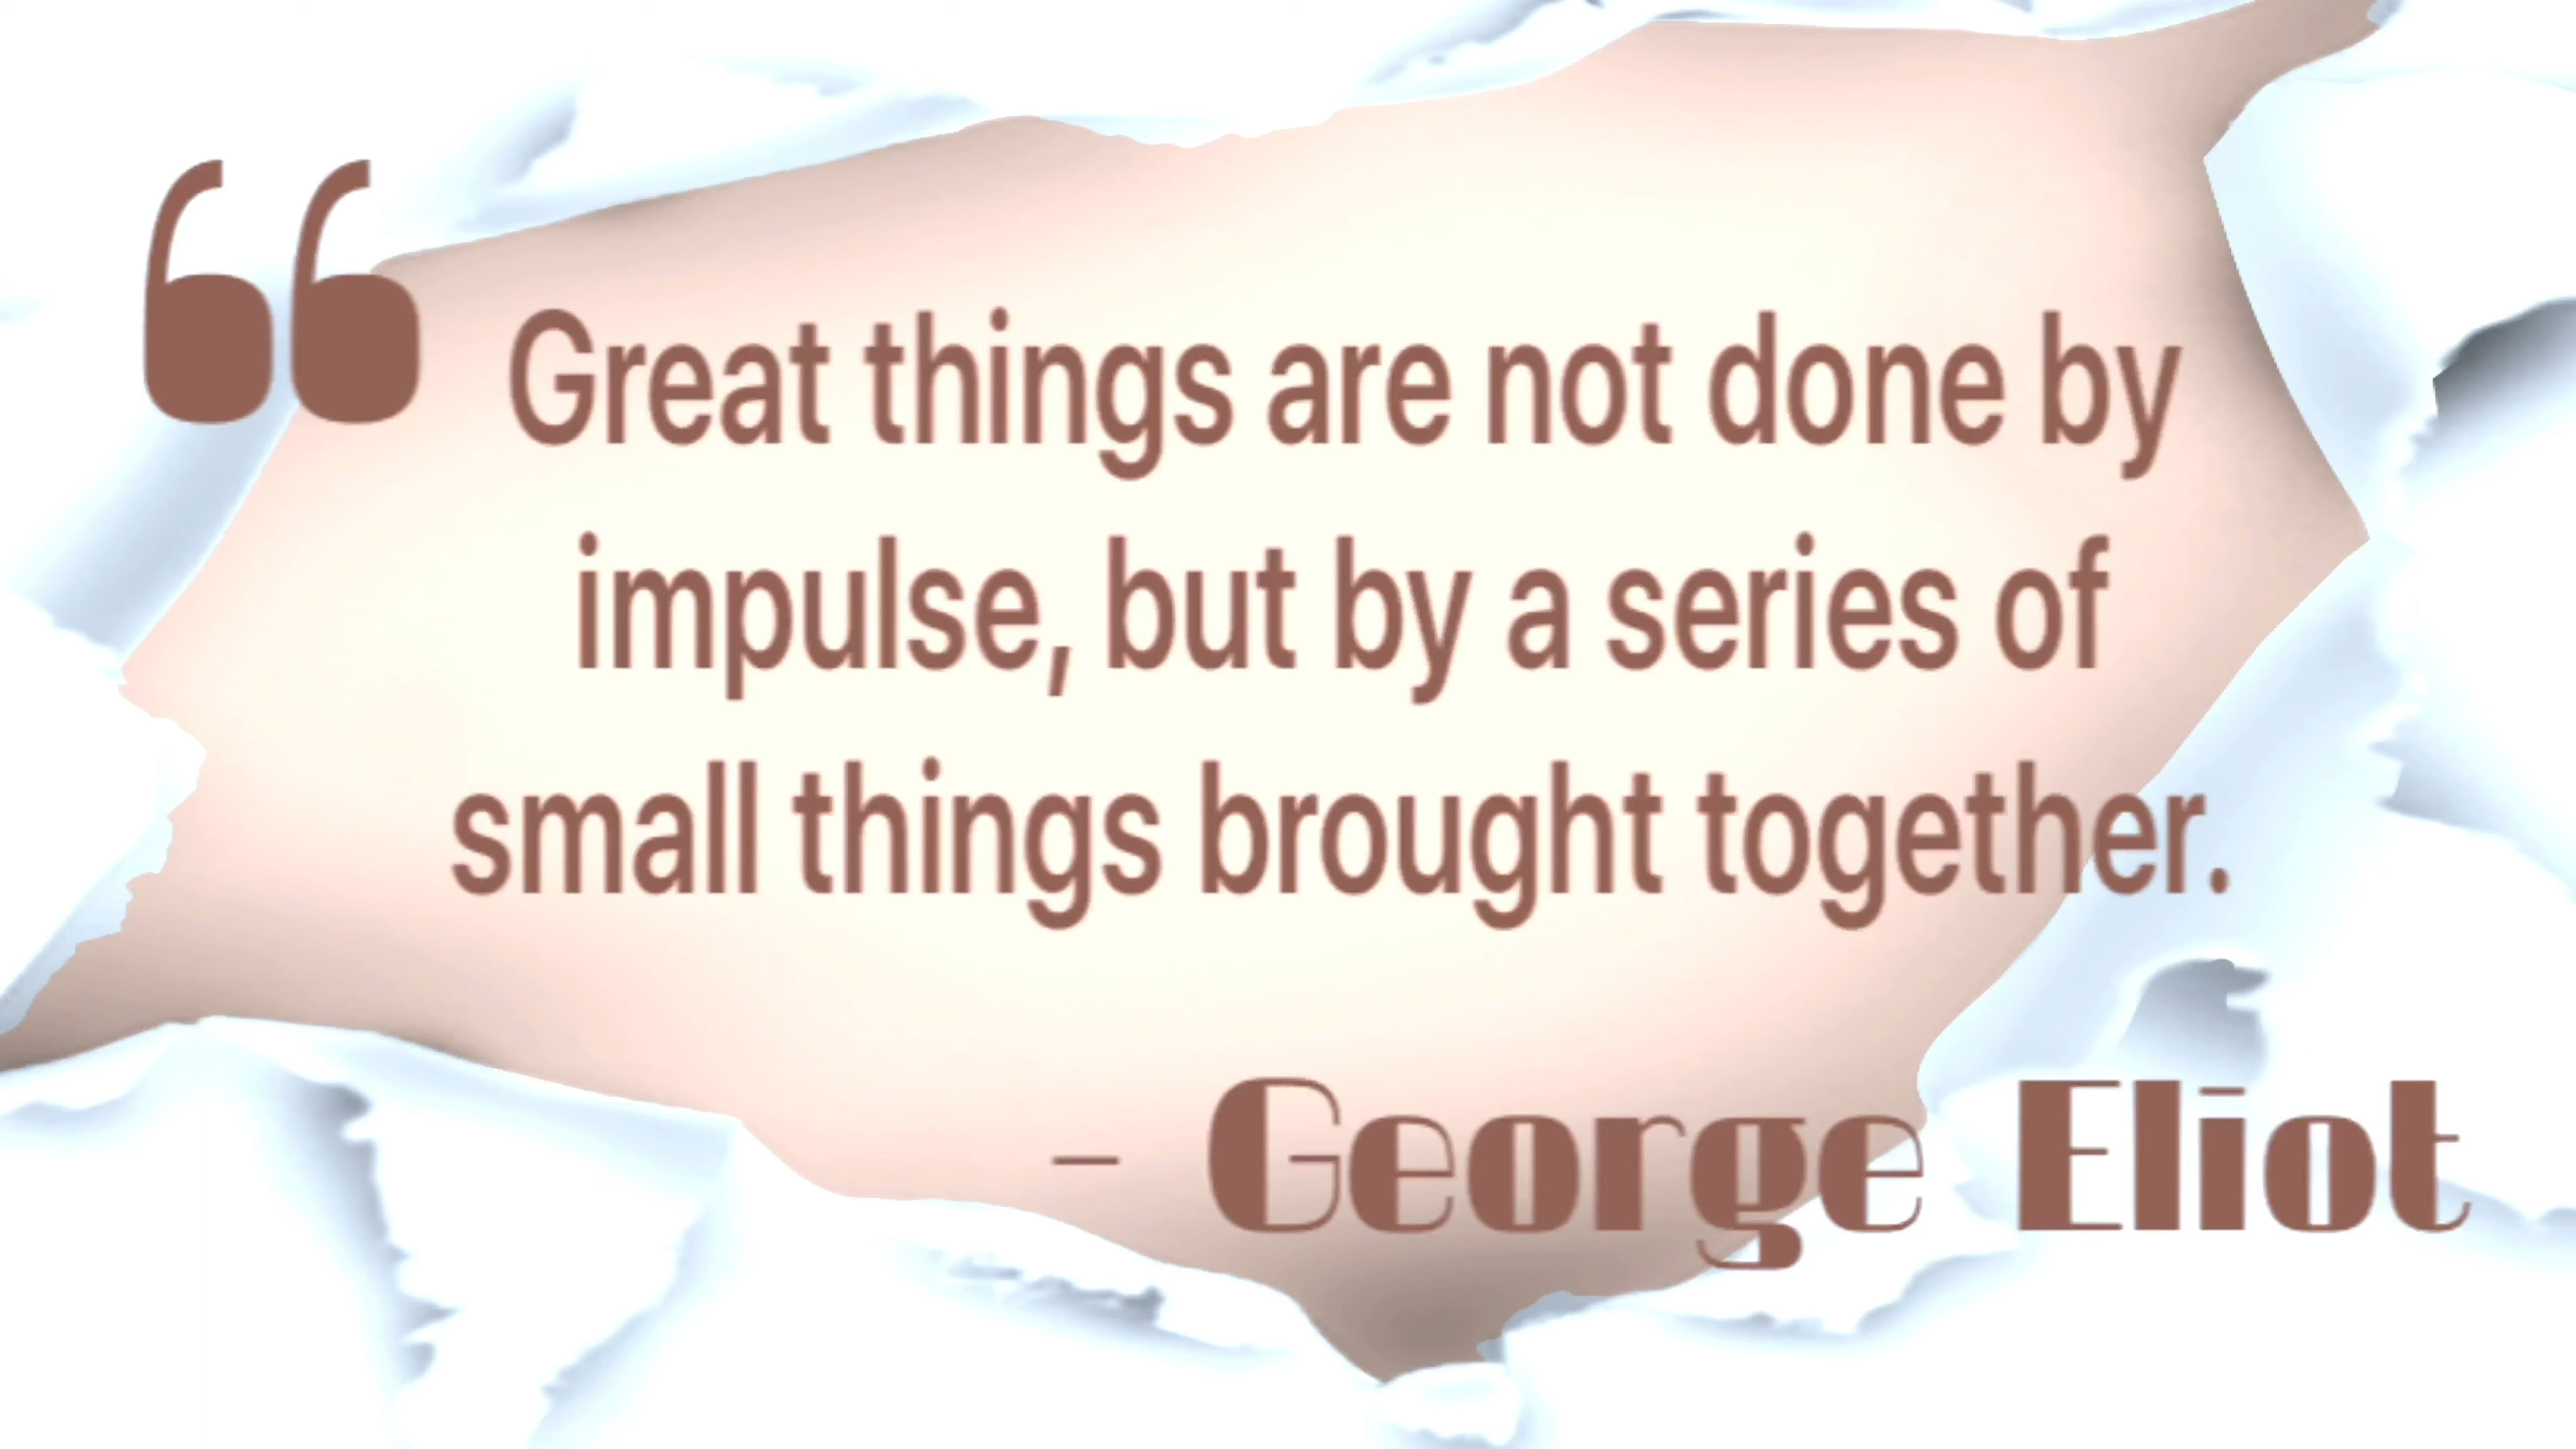 “ Great things are not done by
impulse, but by a series of
small things brought together.
- George Eliot